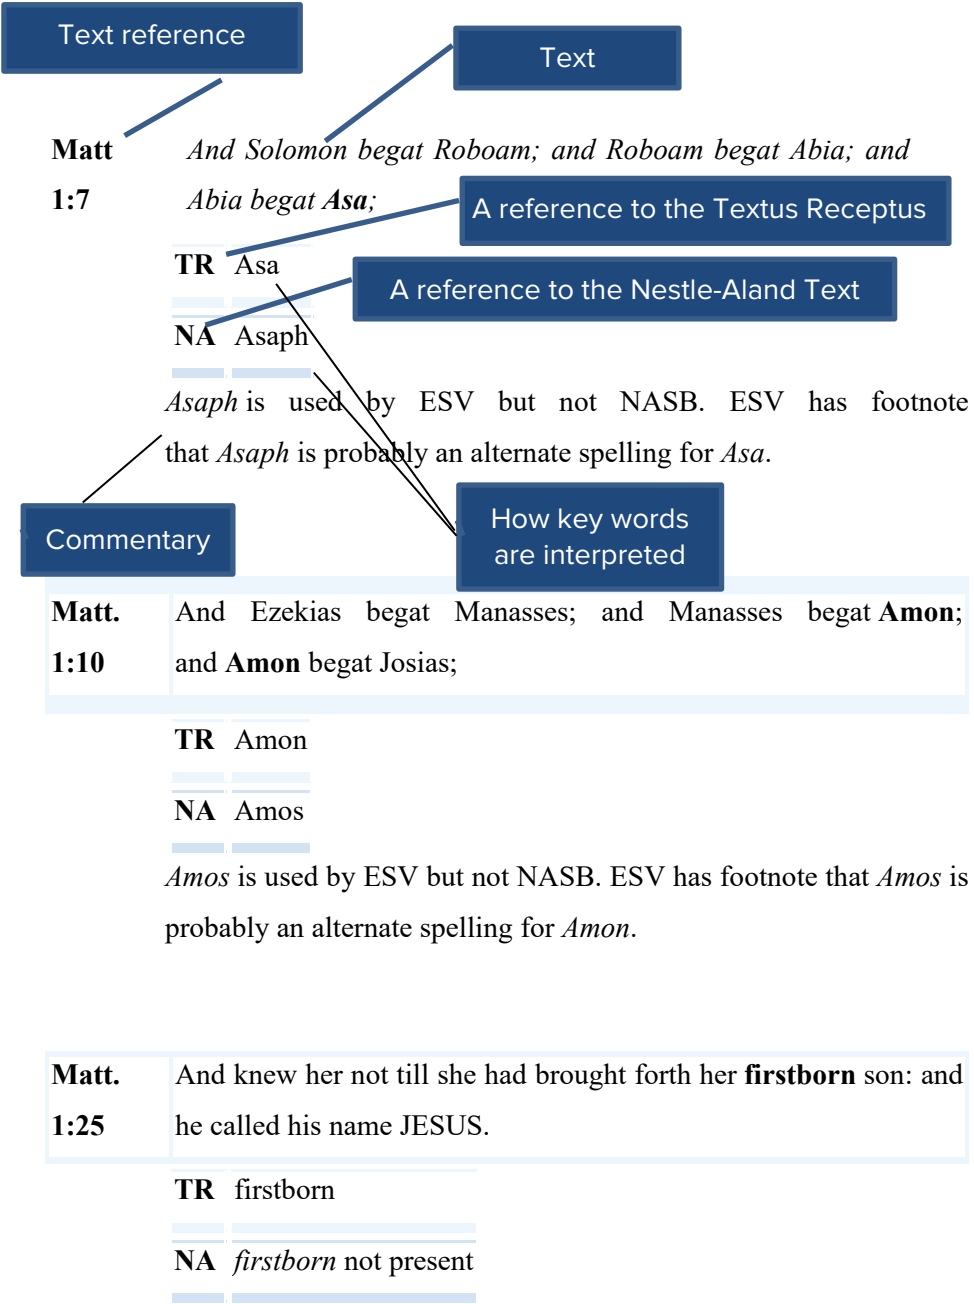 Text reference
Text
Matt
1:7
And Solomon begat Roboam; and Roboam begat Abia; and
Abia begat Asa;
A reference to the Textus Receptus
TR Asa
A reference to the Nestle-Aland Text
NA Asaph
Asaph is used by ESV but not NASB. ESV has footnote
that Asaph is probably an alternate spelling for Asa.
How key words
are interpreted
Commentary
Matt.
1:10
And Ezekias begat Manasses; and Manasses begat Amon;
and Amon begat Josias;
TR Amon
NA Amos
Amos is used by ESV but not NASB. ESV has footnote that Amos is
probably an alternate spelling for Amon.
Matt.
1:25
And knew her not till she had brought forth her firstborn son: and
he called his name JESUS.
TR firstborn
NA firstborn not present